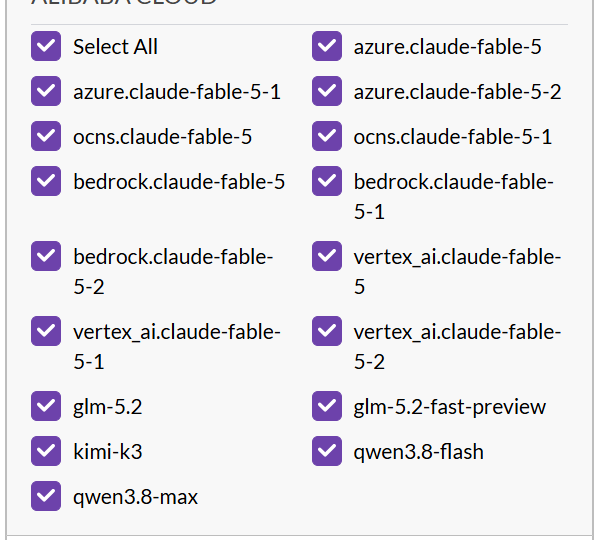 ALIBABA CLOUD
Select All
azure.claude-fable-5
azure.claude-fable-5-1
azure.claude-fable-5-2
ocns.claude-fable-5
ocns.claude-fable-5-1
bedrock.claude-fable-5
bedrock.claude-fable-
5-1
bedrock.claude-fable-
5-2
vertex_ai.claude-fable-
5
vertex_ai.claude-fable-
5-1
vertex_ai.claude-fable-
5-2
glm-5.2
glm-5.2-fast-preview
kimi-k3
qwen3.8-flash
qwen3.8-max